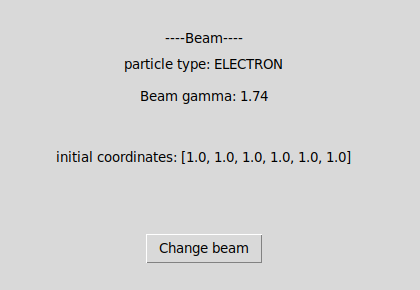 ----Beam----
particle type: ELECTRON
Beam gamma: 1.74
initial coordinates: [1.0, 1.0, 1.0, 1.0, 1.0, 1.0]
Change beam